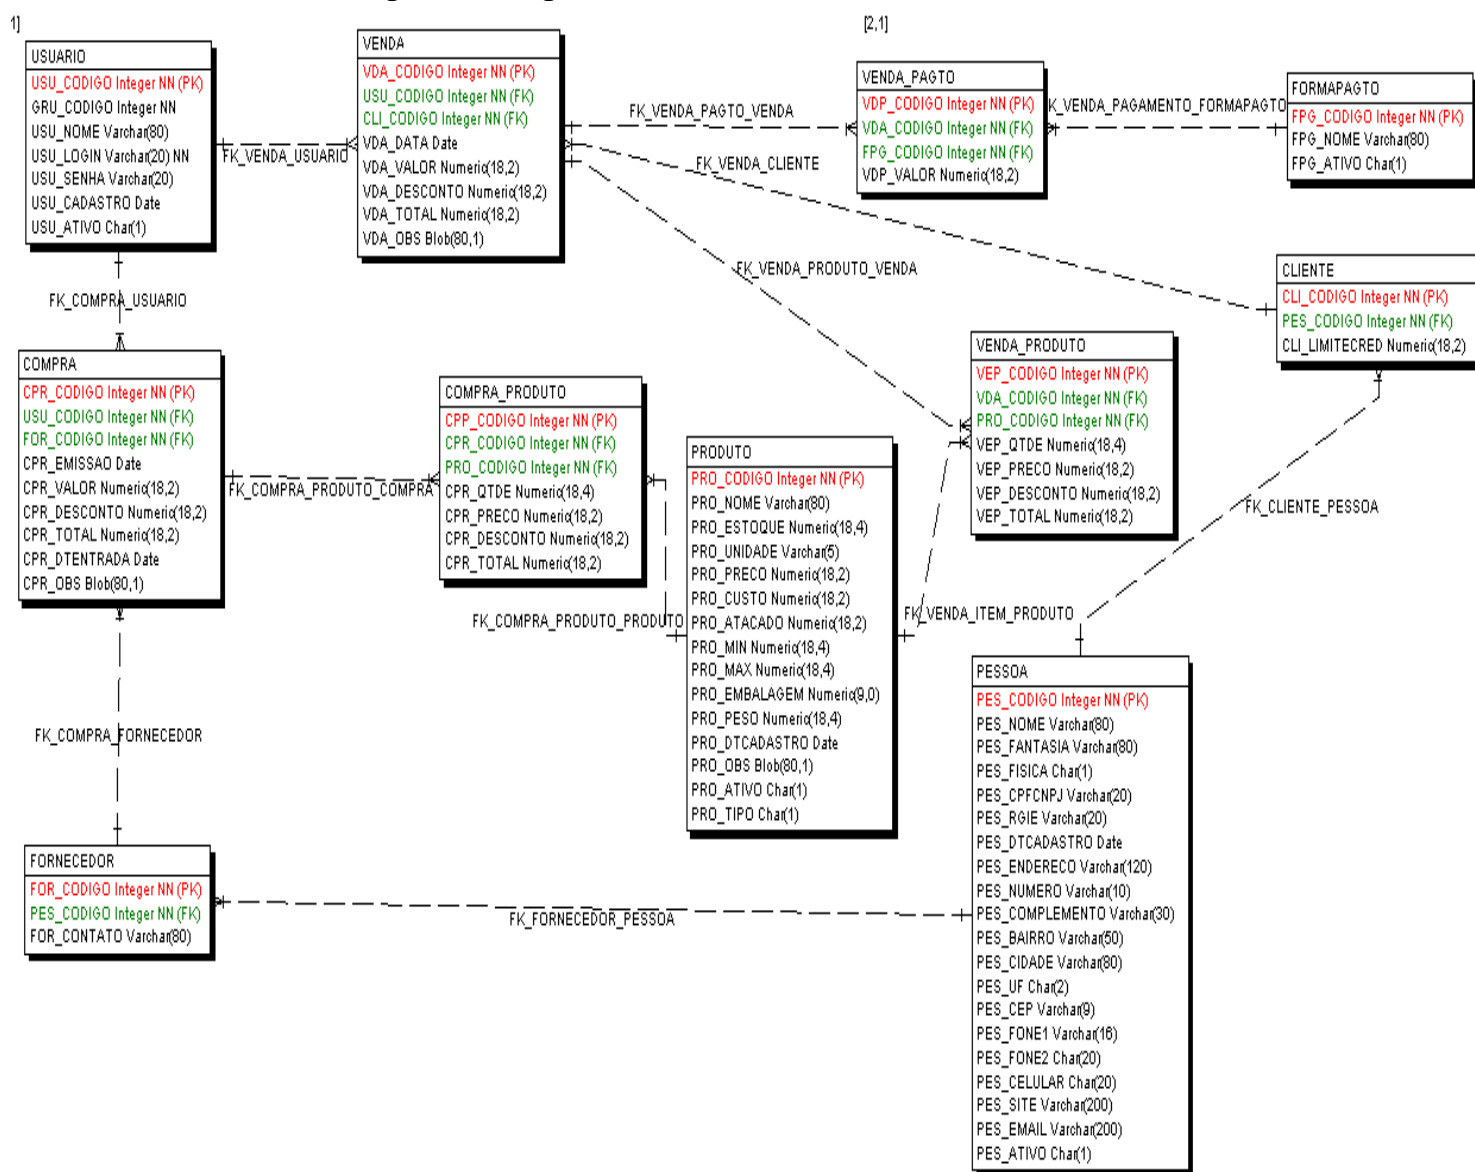 1]
[2,1]
USUARIO
USU_CODIGO Integer NN (PK)
GRU_CODIGO Integer NN
USU_NOME Varchar(80)
USU_LOGIN Varchar(20) NN
USU_SENHA Varchar(20)
USU_CADASTRO Date
USU_ATIVO Char(1)
FK_VENDA_USUARIO
VENDA
VDA_CODIGO Integer NN (PK)
USU_CODIGO Integer NN (FK)
CLI_CODIGO Integer NN (FK)
VDA_DATA Date
VDA_VALOR Numeric(18,2)
VDA_DESCONTO Numeric(18,2)
VDA_TOTAL Numeric(18,2)
VDA_OBS Blob(80,1)
FK_VENDA_PAGTO_VENDA
FK_VENDA_CLIENTE
FK_VENDA_PRODUTO_VENDA
VENDA_PAGTO
VDP_CODIGO Integer NN (PK)
VDA_CODIGO Integer NN (FK)
FPG_CODIGO Integer NN (FK)
VDP_VALOR Numeric(18,2)
K_VENDA_PAGAMENTO_FORMAPAGTO
FORMAPAGTO
FPG_CODIGO Integer NN (PK)
FPG_NOME Varchar(80)
FPG_ATIVO Char(1)
CLIENTE
CLI_CODIGO Integer NN (PK)
PES_CODIGO Integer NN (FK)
CLI_LIMITECRED Numeric(18,2)
FK_COMPRA_USUARIO
COMPRA
CPR_CODIGO Integer NN (PK)
USU_CODIGO Integer NN (FK)
FOR_CODIGO Integer NN (FK)
CPR_EMISSAO Date
CPR_VALOR Numeric(18,2)
CPR_DESCONTO Numeric(18,2)
CPR_TOTAL Numeric(18,2)
CPR_DTENTRADA Date
CPR_OBS Blob(80,1)
FK_COMPRA_PRODUTO_COMPRA
COMPRA_PRODUTO
CPP_CODIGO Integer NN (PK)
CPR_CODIGO Integer NN (FK)
PRO_CODIGO Integer NN (FK)
CPR_QTDE Numeric(18,4)
CPR_PRECO Numeric(18,2)
CPR_DESCONTO Numeric(18,2)
CPR_TOTAL Numeric(18,2)
FK_COMPRA_PRODUTO_PRODUTO
PRODUTO
PRO_CODIGO Integer NN (PK)
PRO_NOME Varchar(80)
PRO_ESTOQUE Numeric(18,4)
PRO_UNIDADE Varchar(5)
PRO_PRECO Numeric(18,2)
PRO_CUSTO Numeric(18,2)
PRO_ATACADO Numeric(18,2)
PRO_MIN Numeric(18,4)
PRO_MAX Numeric(18,4)
PRO_EMBALAGEM Numeric(9,0)
PRO_PESO Numeric(18,4)
PRO_DTCADASTRO Date
PRO_OBS Blob(80,1)
PRO_ATIVO Char(1)
PRO_TIPO Char(1)
VENDA_PRODUTO
VEP_CODIGO Integer NN (PK)
VDA_CODIGO Integer NN (FK)
PRO_CODIGO Integer NN (FK)
VEP_QTDE Numeric(18,4)
VEP_PRECO Numeric(18,2)
VEP_DESCONTO Numeric(18,2)
VEP_TOTAL Numeric(18,2)
FK_CLIENTE_PESSOA
FK_VENDA_ITEM_PRODUTO
PESSOA
PES_CODIGO Integer NN (PK)
PES_NOME Varchar(80)
PES_FANTASIA Varchar(80)
PES_FISICA Char(1)
PES_CPFCNPJ Varchar(20)
PES_RGIE Varchar(20)
PES_DTCADASTRO Date
PES_ENDERECO Varchar(120)
PES_NUMERO Varchar(10)
PES_COMPLEMENTO Varchar(30)
PES_BAIRRO Varchar(50)
PES_CIDADE Varchar(80)
PES_UF Char(2)
PES_CEP Varchar(9)
PES_FONE1 Varchar(16)
PES_FONE2 Char(20)
PES_CELULAR Char(20)
PES_SITE Varchar(200)
PES_EMAIL Varchar(200)
PES_ATIVO Char(1)
FK_COMPRA_FORNECEDOR
FORNECEDOR
FOR_CODIGO Integer NN (PK)
PES_CODIGO Integer NN (FK)
FOR_CONTATO Varchar(80)
FK_FORNECEDOR_PESSOA